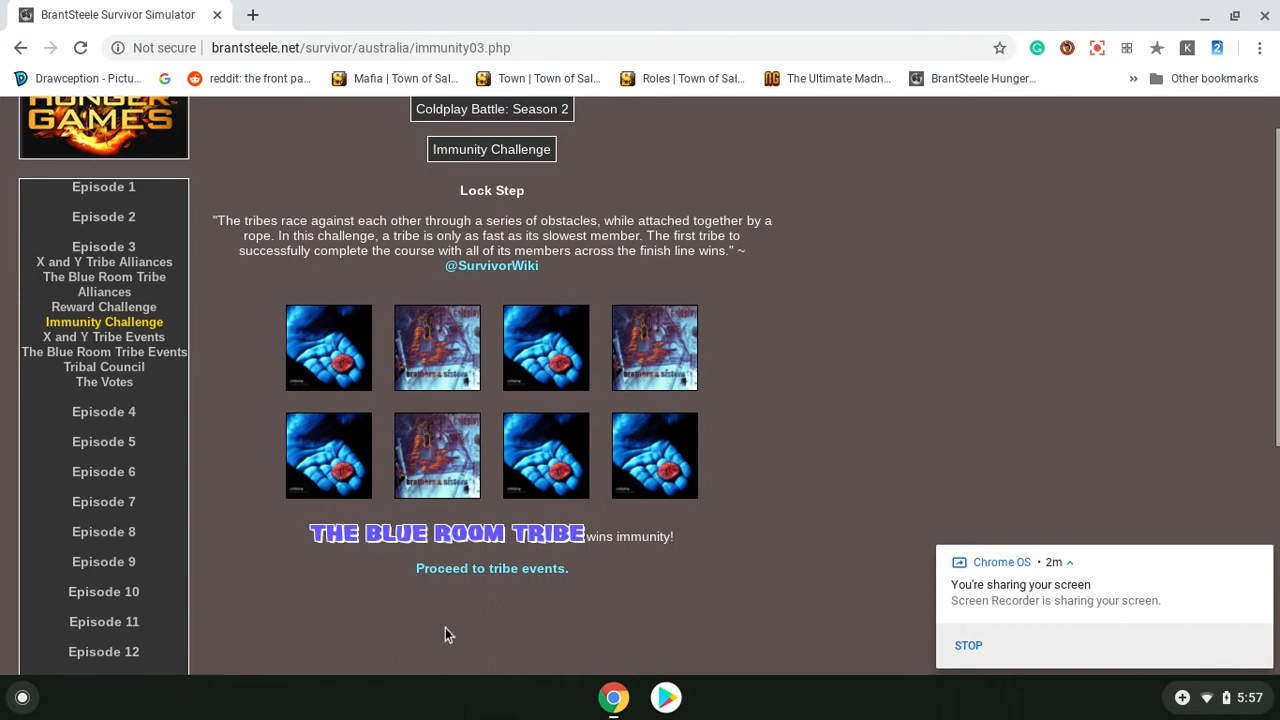 BrantSteele Survivor Simulator
Not secure
brantsteele.net/survivor/australia/immunity03.php
Drawception - Pictu...
reddit: the front pa...
Mafia | Town of Sal...
Town | Town of Sal...
Roles | Town of Sal...
The Ultimate Madn...
BrantSteele Hunger...
Other bookmarks
HUNGER
GAMES
Episode 1
Episode 2
Episode 3
X and Y Tribe Alliances
The Blue Room Tribe
Alliances
Reward Challenge
Immunity Challenge
X and Y Tribe Events
The Blue Room Tribe Events
Tribal Council
The Votes
Episode 4
Episode 5
Episode 6
Episode 7
Episode 8
Episode 9
Episode 10
Episode 11
Episode 12
Coldplay Battle: Season 2
Immunity Challenge
Lock Step
"The tribes race against each other through a series of obstacles, while attached together by a
rope. In this challenge, a tribe is only as fast as its slowest member. The first tribe to
successfully complete the course with all of its members across the finish line wins." ~
@SurvivorWiki
THE BLUE ROOM TRIBE wins immunity!
Proceed to tribe events.
Chrome OS • 2m
You're sharing your screen
Screen Recorder is sharing your screen.
STOP
5:57